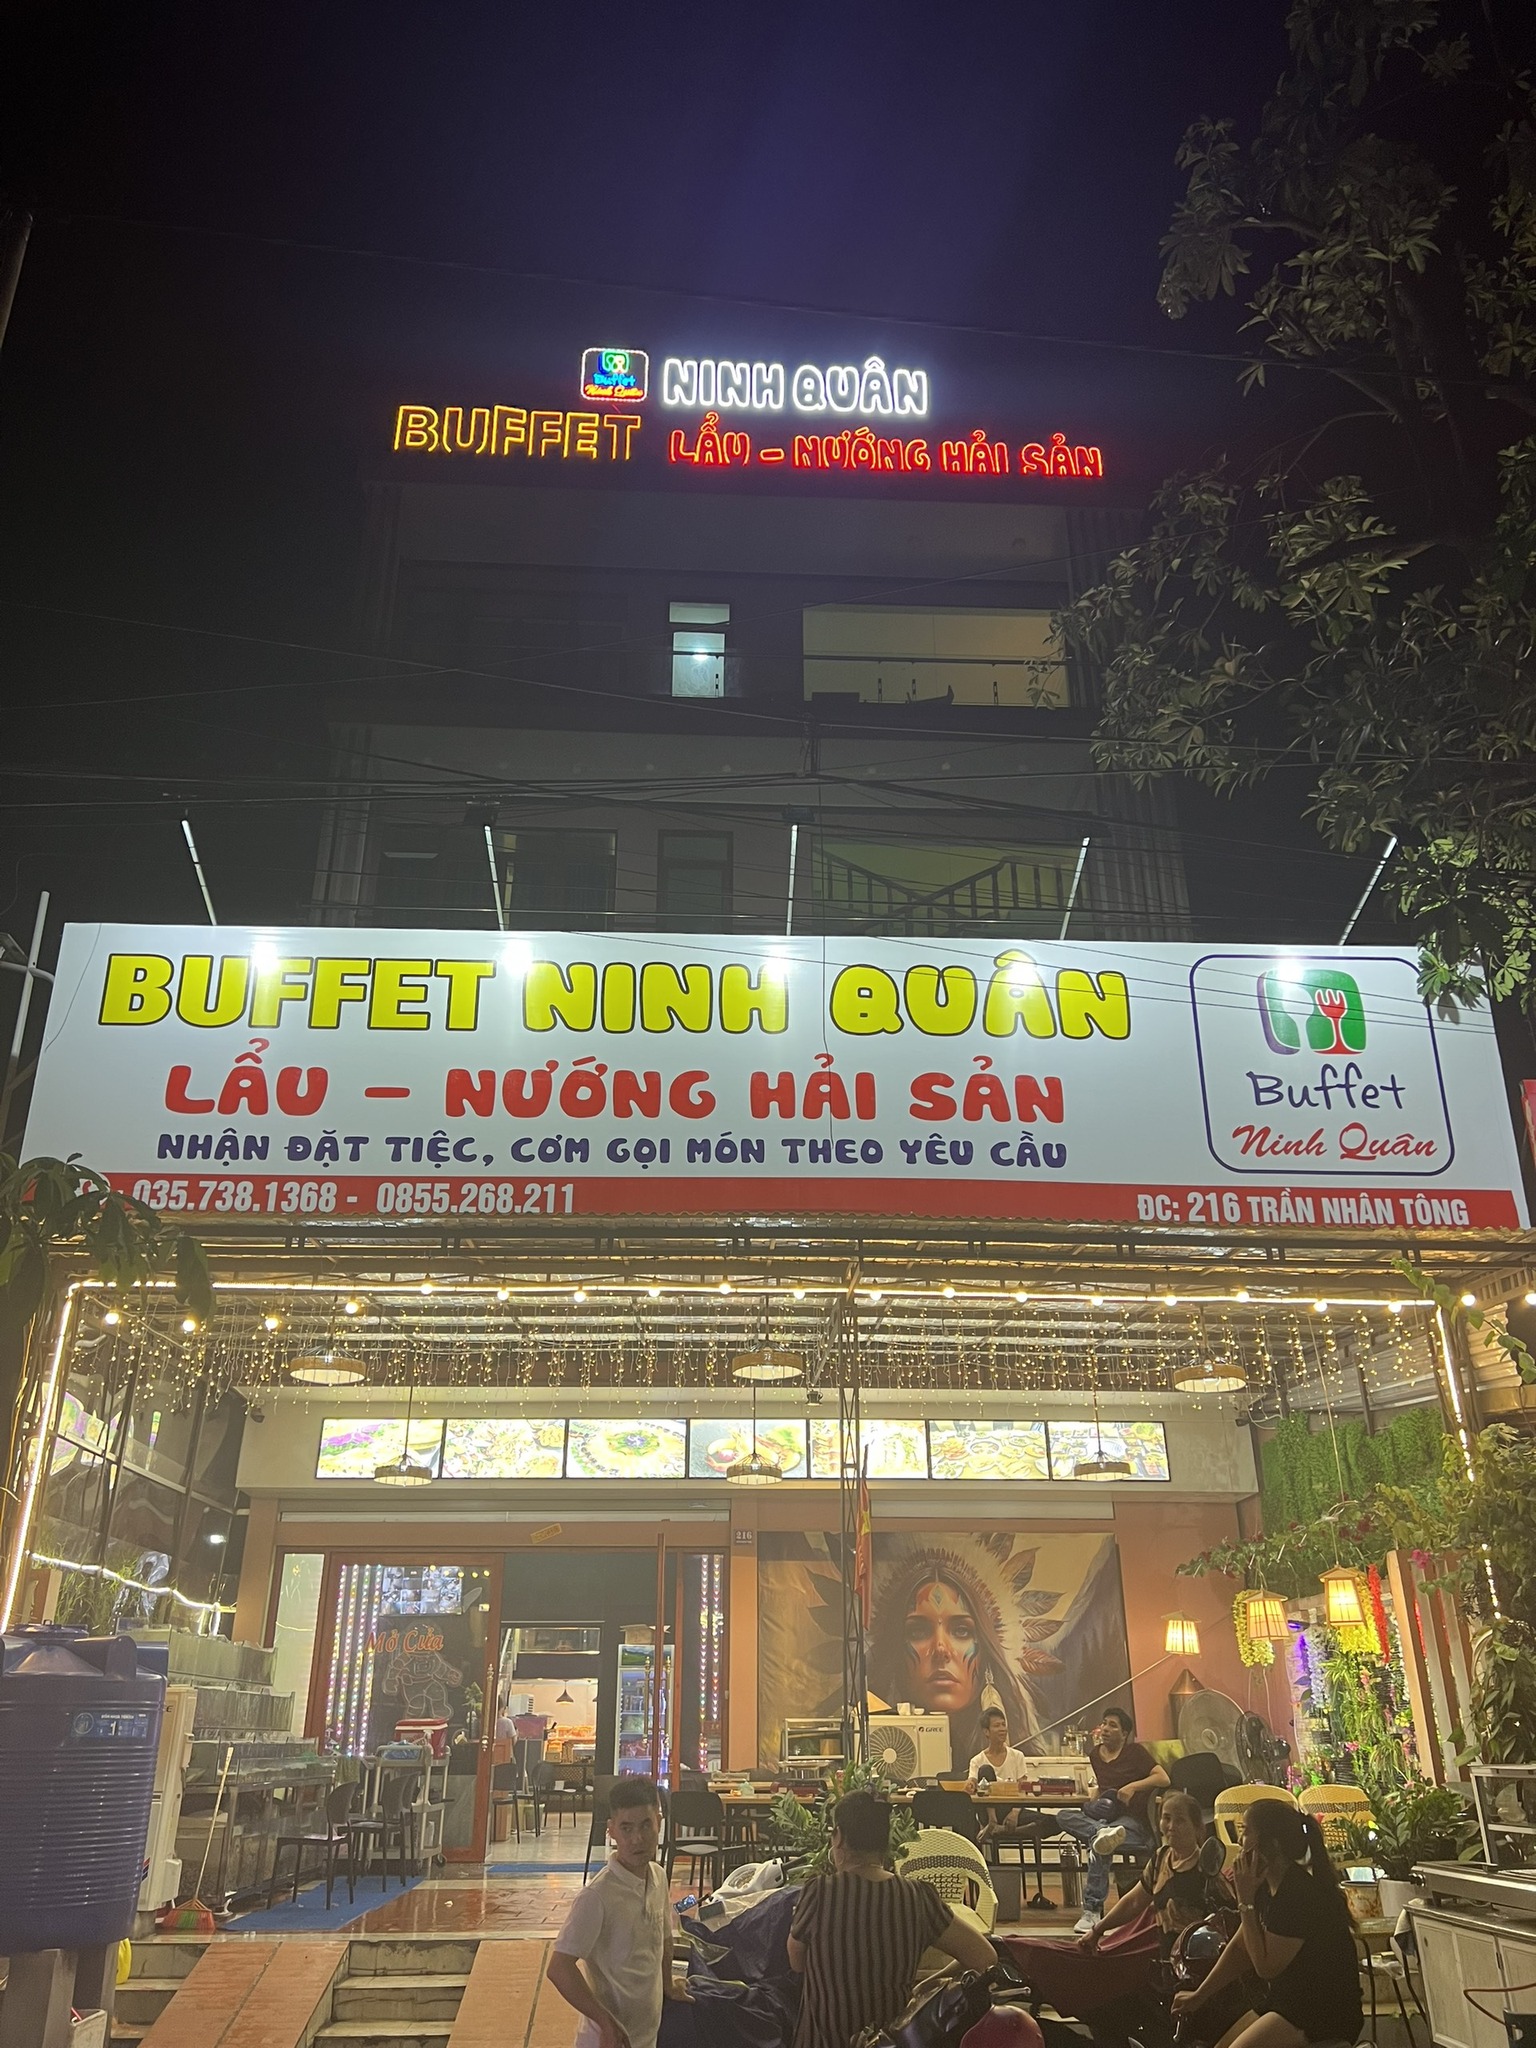 Buffet
Ninh Quân
NINH QUÂN
BUFFET LẨU - NƯỚNG HẢI SẢN
BUFFET NINH QUÂN
LẨU - NƯỚNG HẢI SẢN
NHẬN ĐẶT TIỆC, CƠM GỌI MÓN THEO YÊU CẦU
Buffet
Ninh Quân
035.738.1368 - 0855.268.211
ĐC: 216 TRẦN NHÂN TÔNG
216
Mở Cửa
GREE